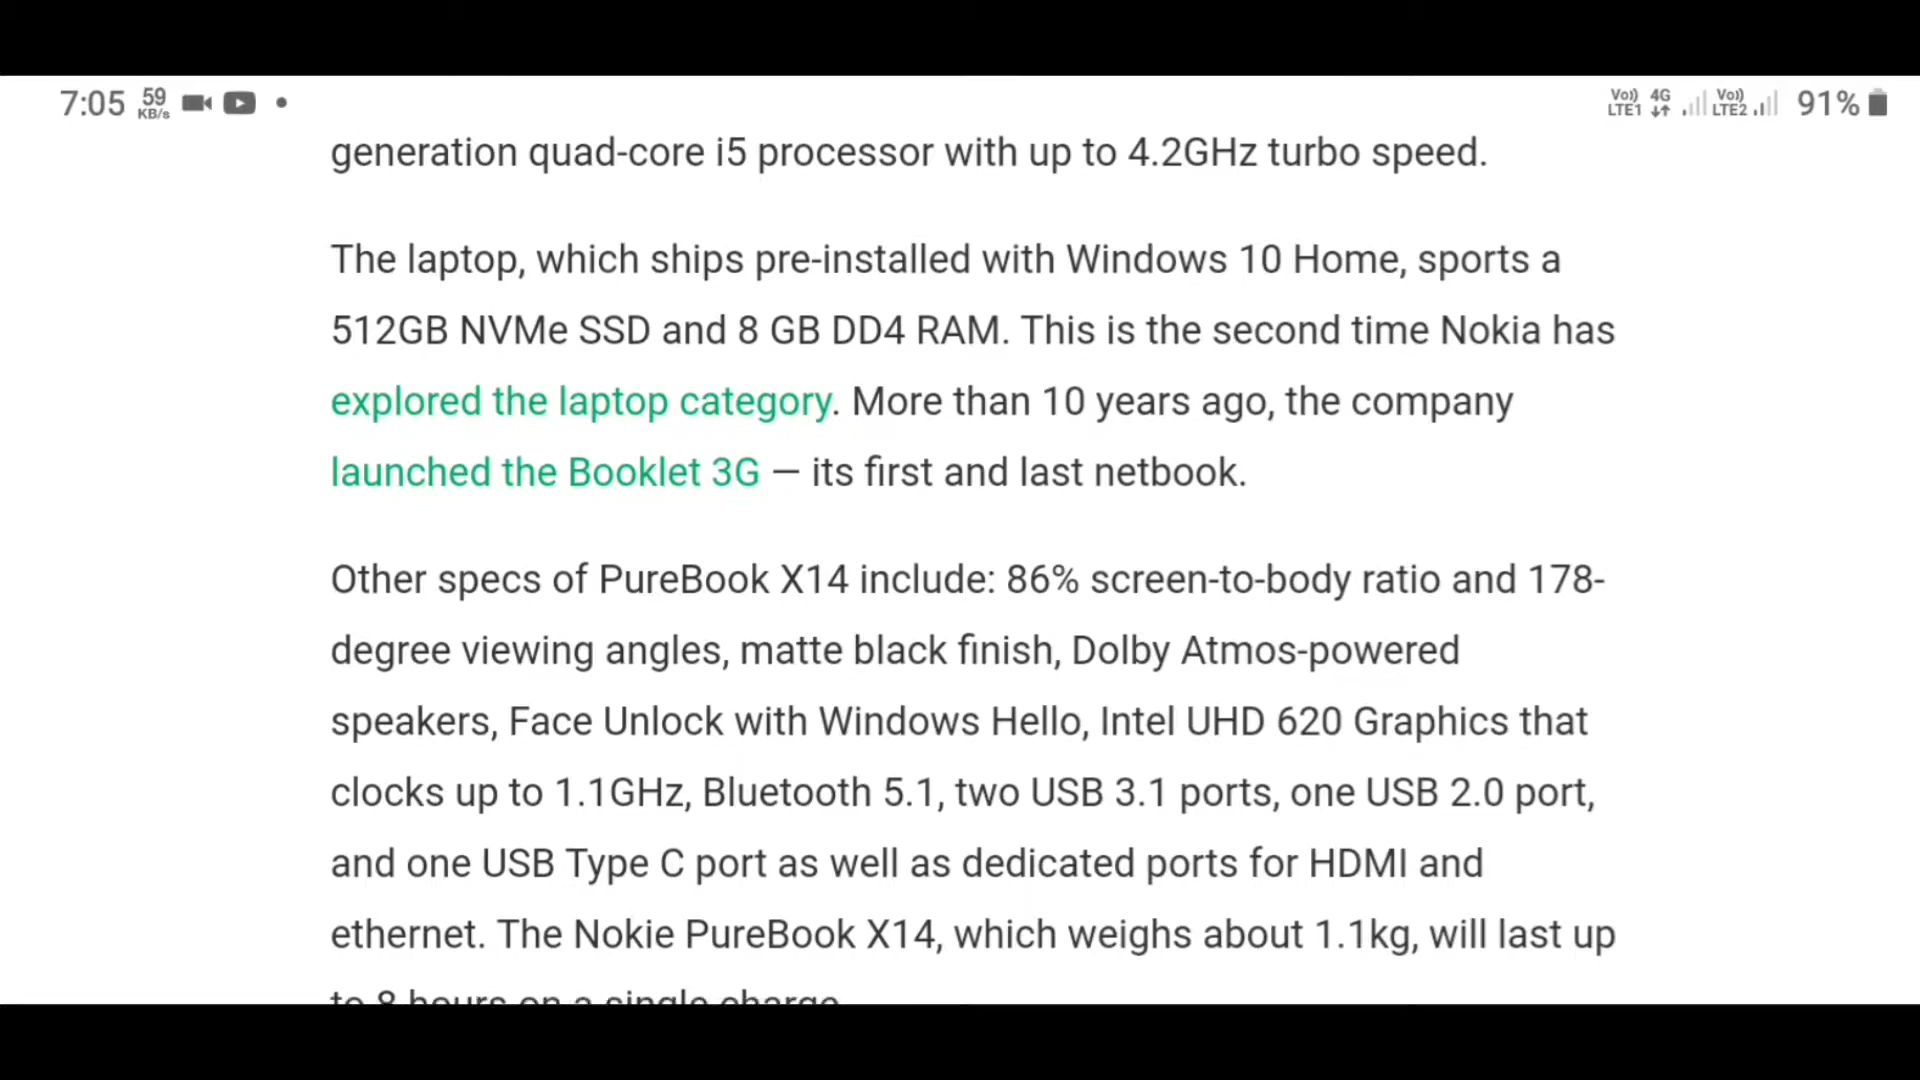 7:05 59 KB/s Vo)) LTE1 4G Vo)) LTE2 91%
generation quad-core i5 processor with up to 4.2GHz turbo speed.
The laptop, which ships pre-installed with Windows 10 Home, sports a
512GB NVMe SSD and 8 GB DD4 RAM. This is the second time Nokia has
explored the laptop category. More than 10 years ago, the company
launched the Booklet 3G — its first and last netbook.
Other specs of PureBook X14 include: 86% screen-to-body ratio and 178-
degree viewing angles, matte black finish, Dolby Atmos-powered
speakers, Face Unlock with Windows Hello, Intel UHD 620 Graphics that
clocks up to 1.1GHz, Bluetooth 5.1, two USB 3.1 ports, one USB 2.0 port,
and one USB Type C port as well as dedicated ports for HDMI and
ethernet. The Nokie PureBook X14, which weighs about 1.1kg, will last up
to 8 hours on a single charge